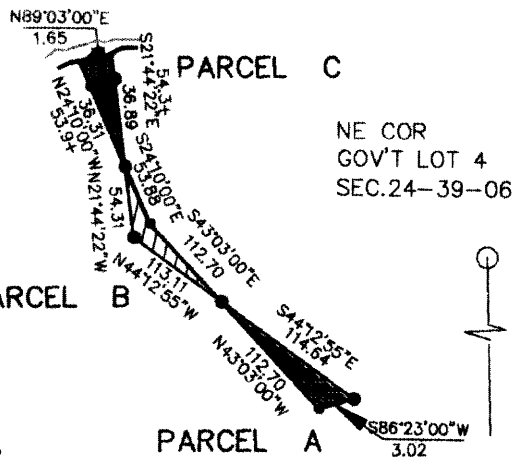 N89°03'00"E
1.65
S21°44'22"E
54.3+
36.89
PARCEL C
N24°10'00"W
53.9+
36.31
S24°10'00"E
53.88
NE COR
GOV'T LOT 4
SEC.24-39-06
N21°44'22"W
54.31
S43°03'00"E
112.70
N44°12'55"W
113.11
ARCEL B
S44°12'55"E
114.64
N43°03'00"W
112.70
S86°23'00"W
3.02
PARCEL A